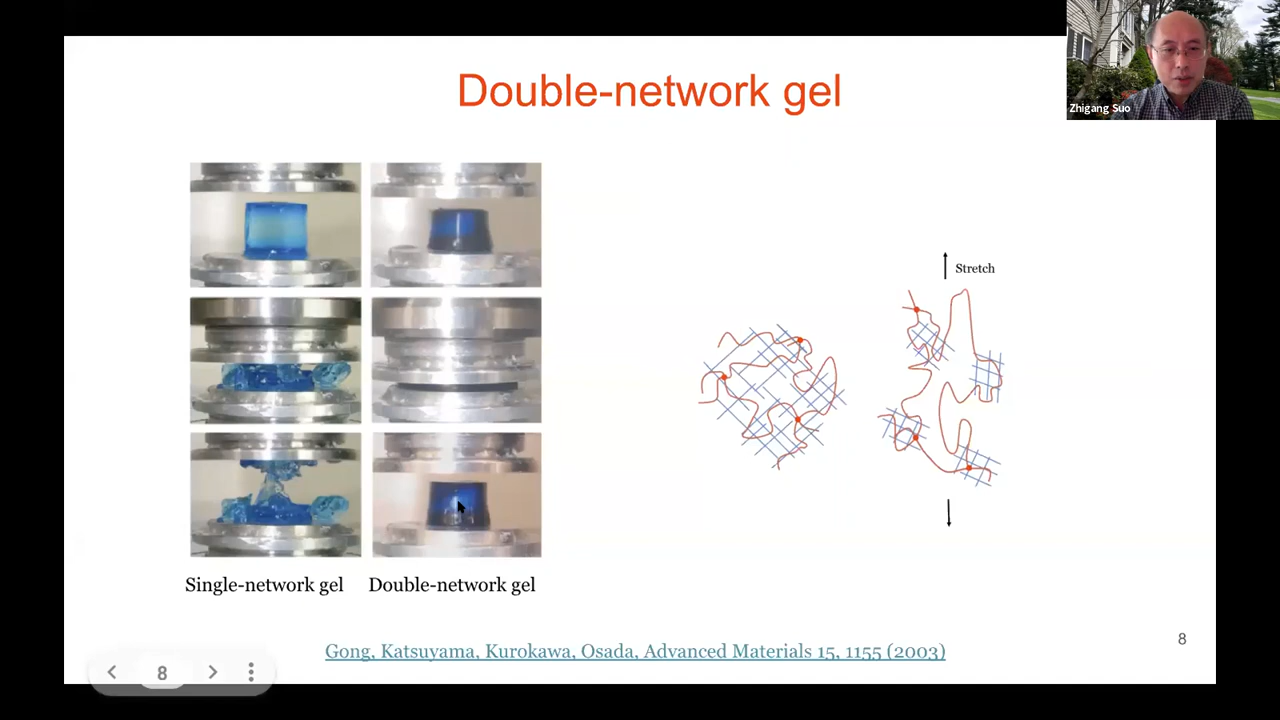 Double-network gel
Zhigang Suo
Stretch
Single-network gel
Double-network gel
Gong, Katsuyama, Kurokawa, Osada, Advanced Materials 15, 1155 (2003)
8
8